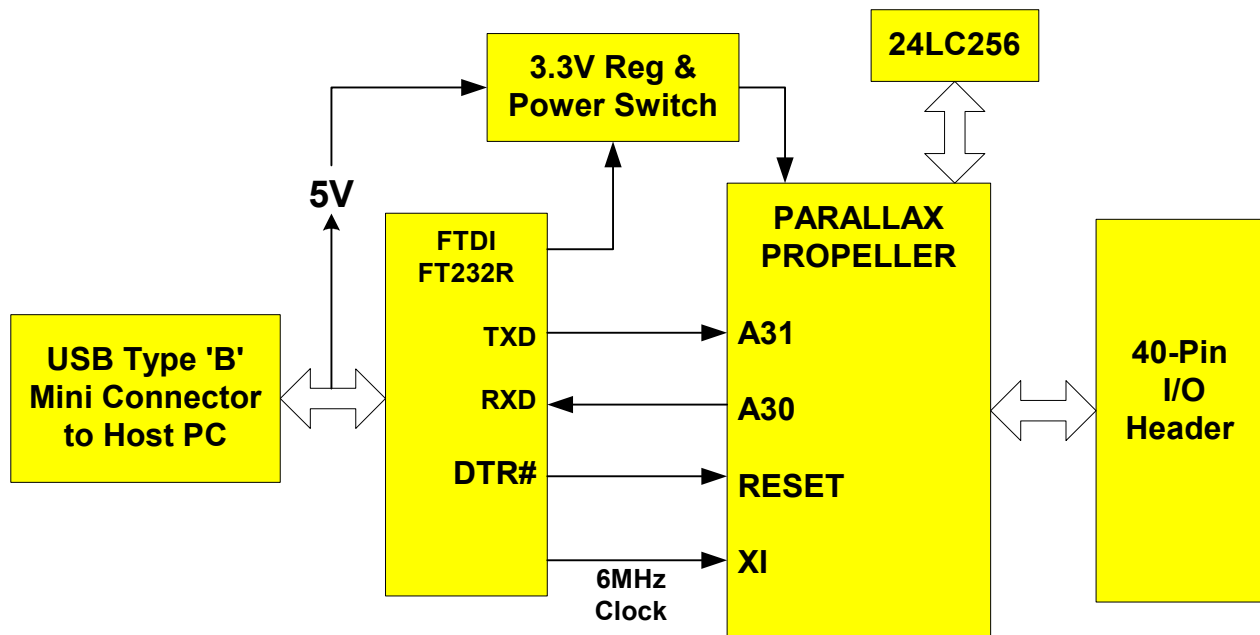 24LC256
3.3V Reg &
Power Switch
5V
PARALLAX
PROPELLER
FTDI
FT232R
TXD
A31
USB Type 'B'
Mini Connector
to Host PC
RXD
A30
40-Pin
I/O
Header
DTR#
RESET
XI
6MHz
Clock